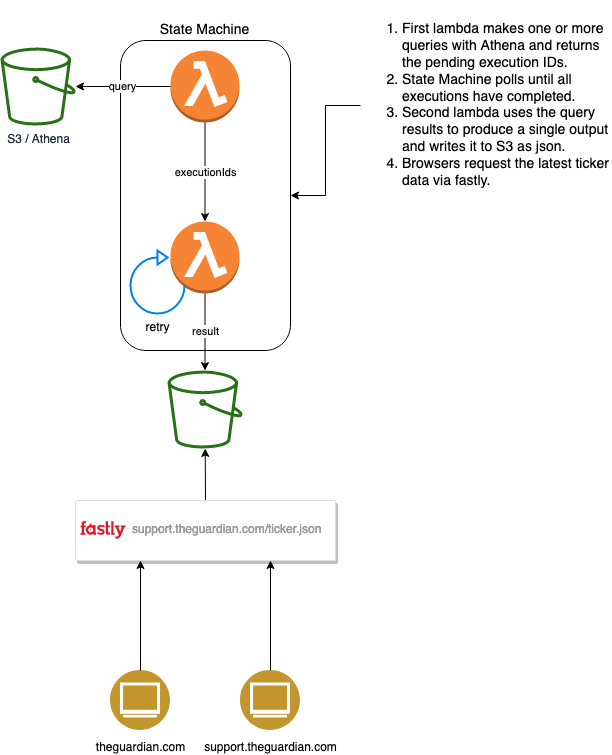 State Machine
1. First lambda makes one or more
queries with Athena and returns
the pending execution IDs.
2. State Machine polls until all
executions have completed.
3. Second lambda uses the query
results to produce a single output
and writes it to S3 as json.
4. Browsers request the latest ticker
data via fastly.
query
S3 / Athena
executionIds
retry
result
fastly support.theguardian.com/ticker.json
theguardian.com
support.theguardian.com